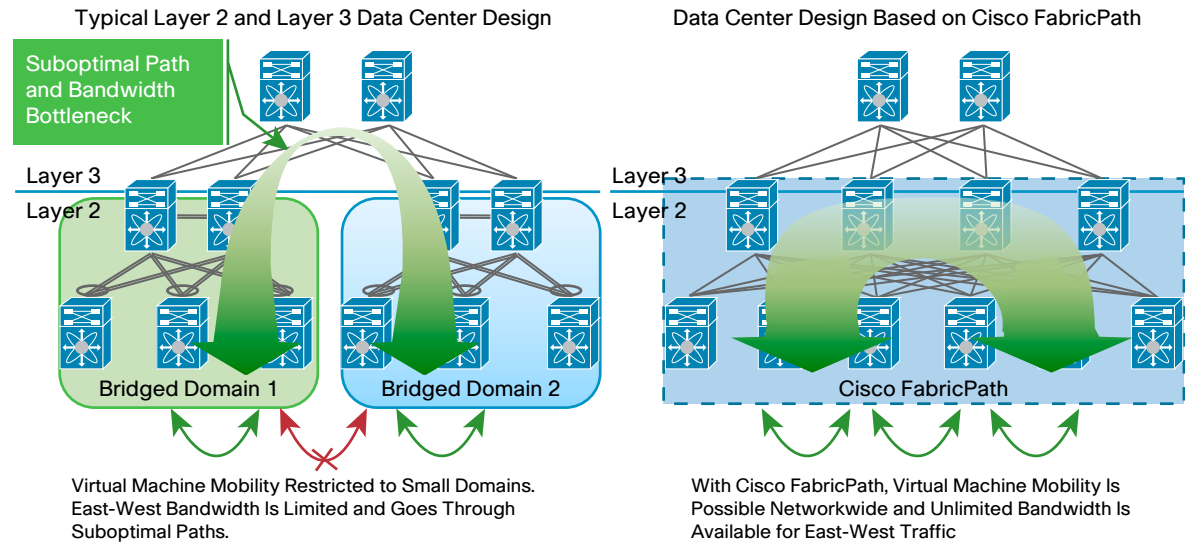 Typical Layer 2 and Layer 3 Data Center Design
Suboptimal Path
and Bandwidth
Bottleneck
Layer 3
Layer 2
Bridged Domain 1
Bridged Domain 2
Virtual Machine Mobility Restricted to Small Domains.
East-West Bandwidth Is Limited and Goes Through
Suboptimal Paths.
Data Center Design Based on Cisco FabricPath
Layer 3
Layer 2
Cisco FabricPath
With Cisco FabricPath, Virtual Machine Mobility Is
Possible Networkwide and Unlimited Bandwidth Is
Available for East-West Traffic